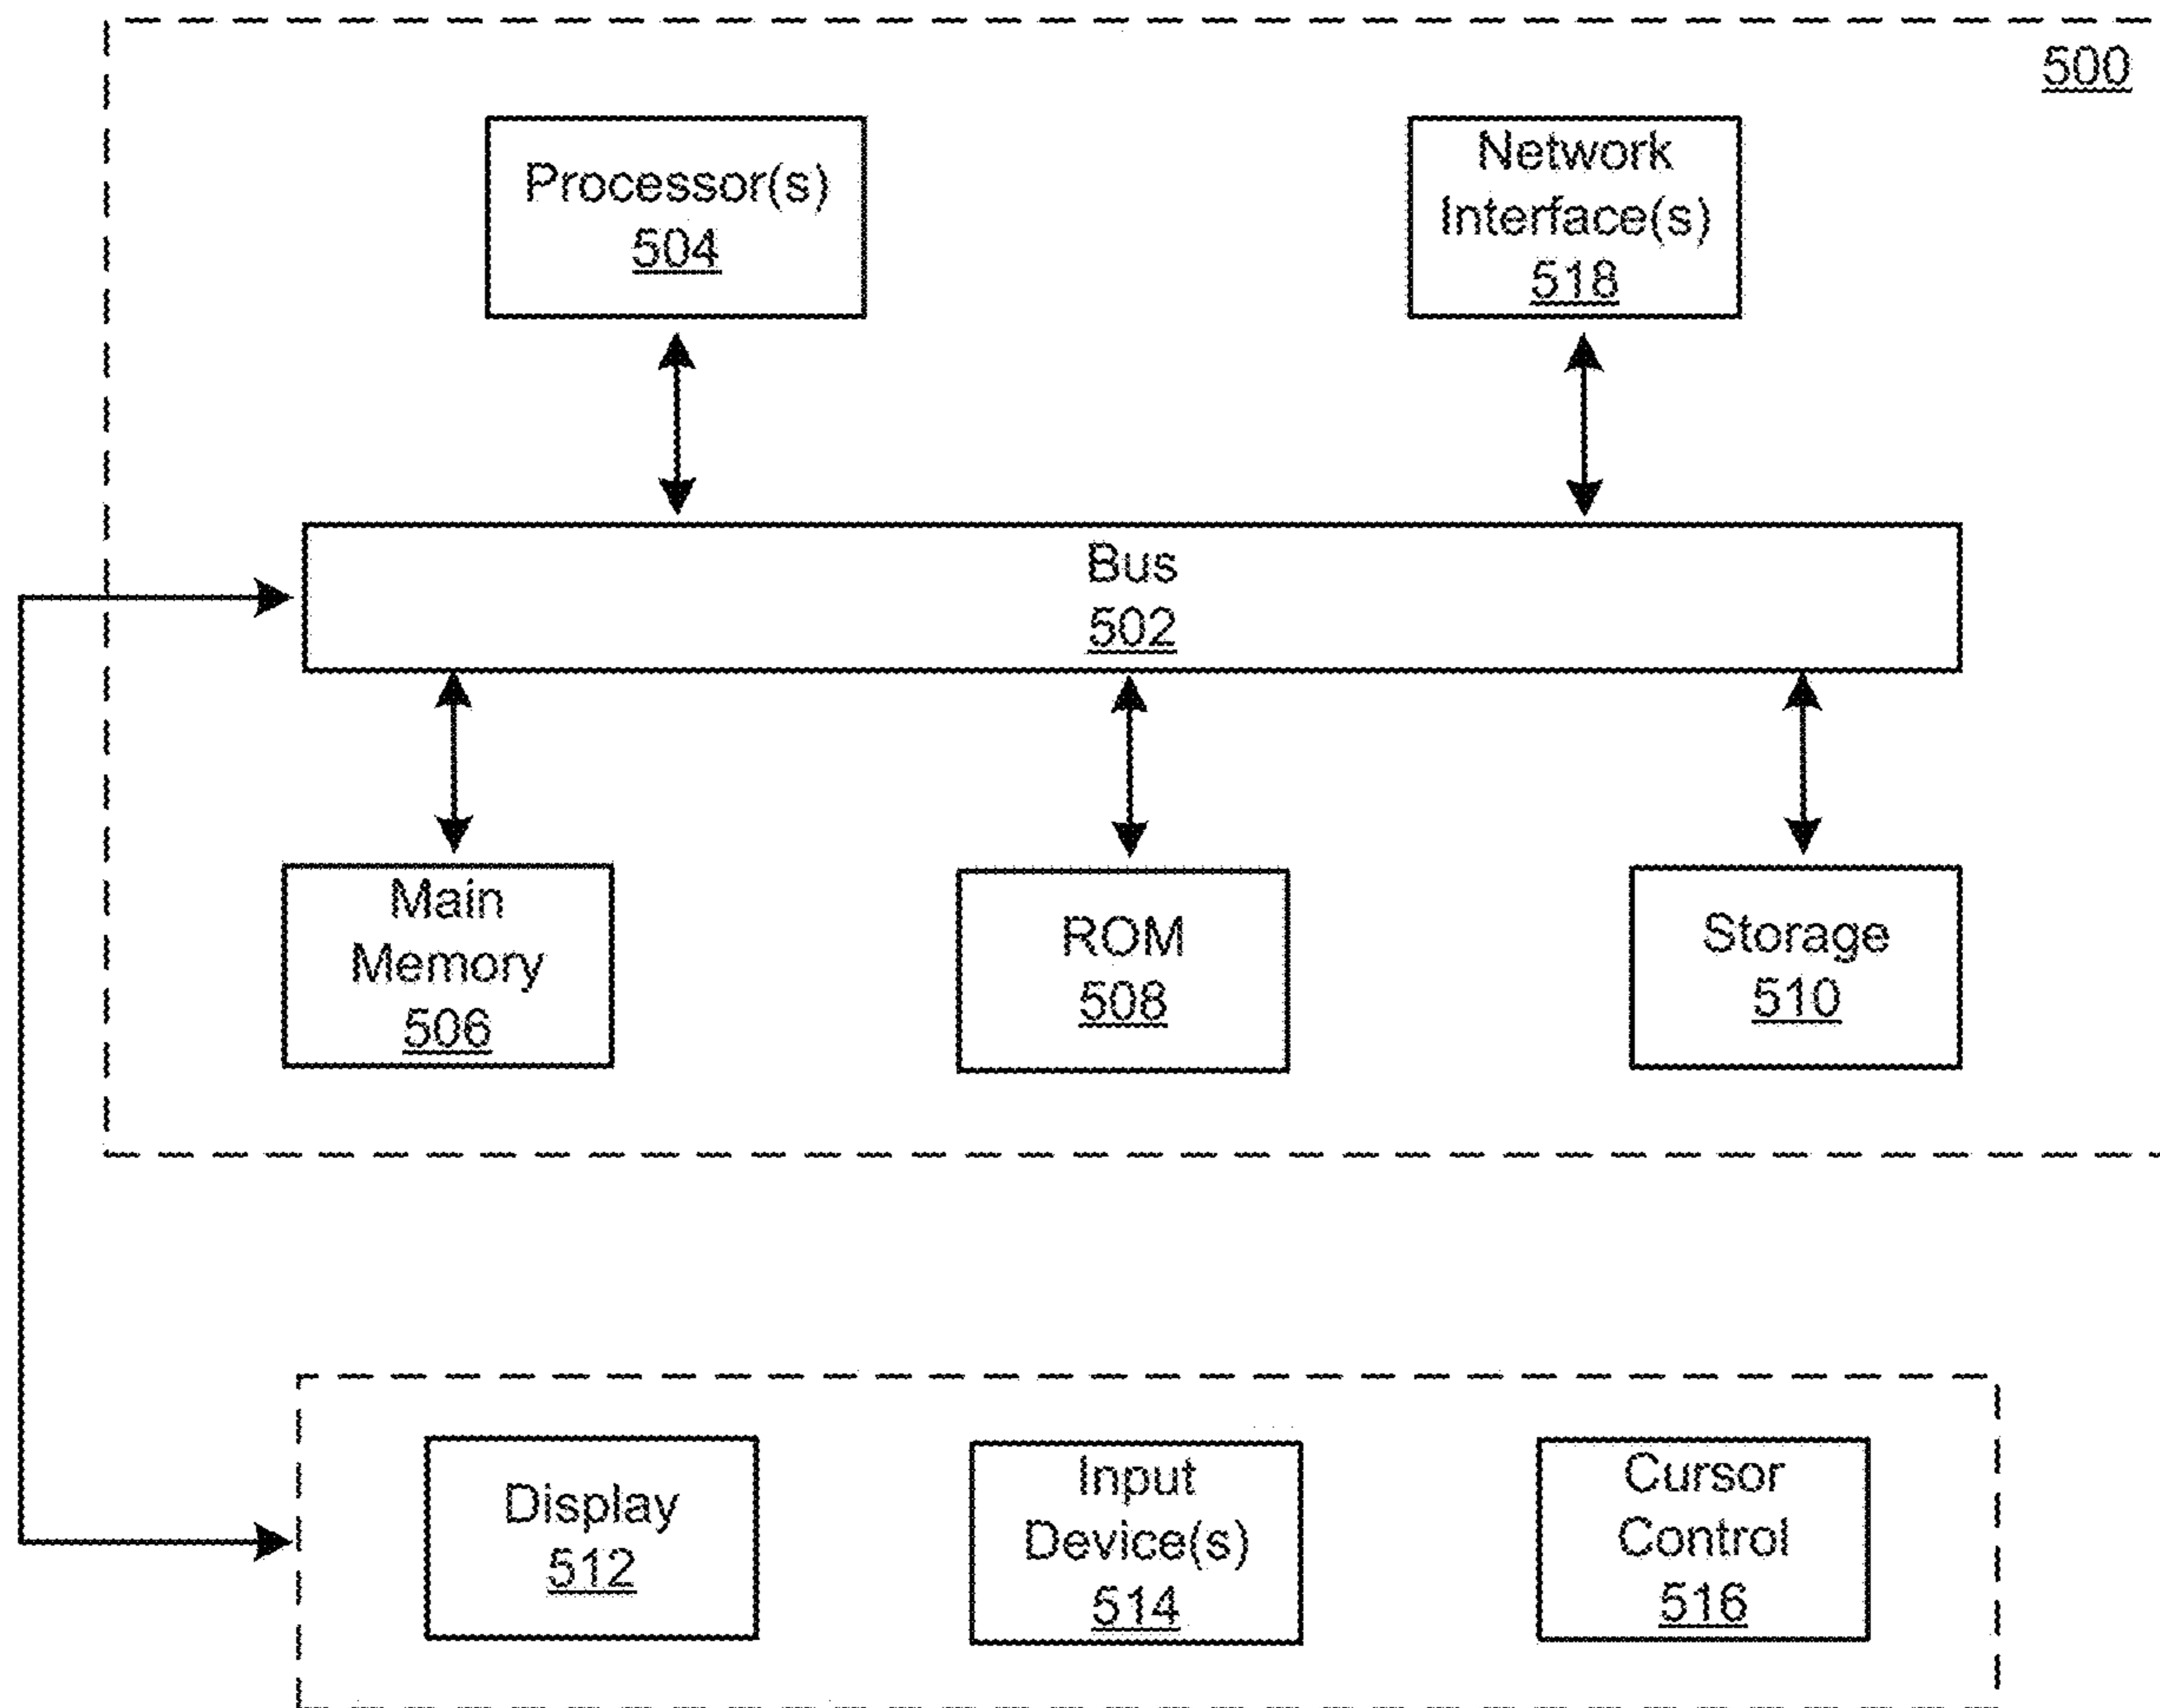 500
Processor(s)
504
Network
Interface(s)
518
Bus
502
Main
Memory
506
ROM
508
Storage
510
Display
512
Input
Device(s)
514
Cursor
Control
516